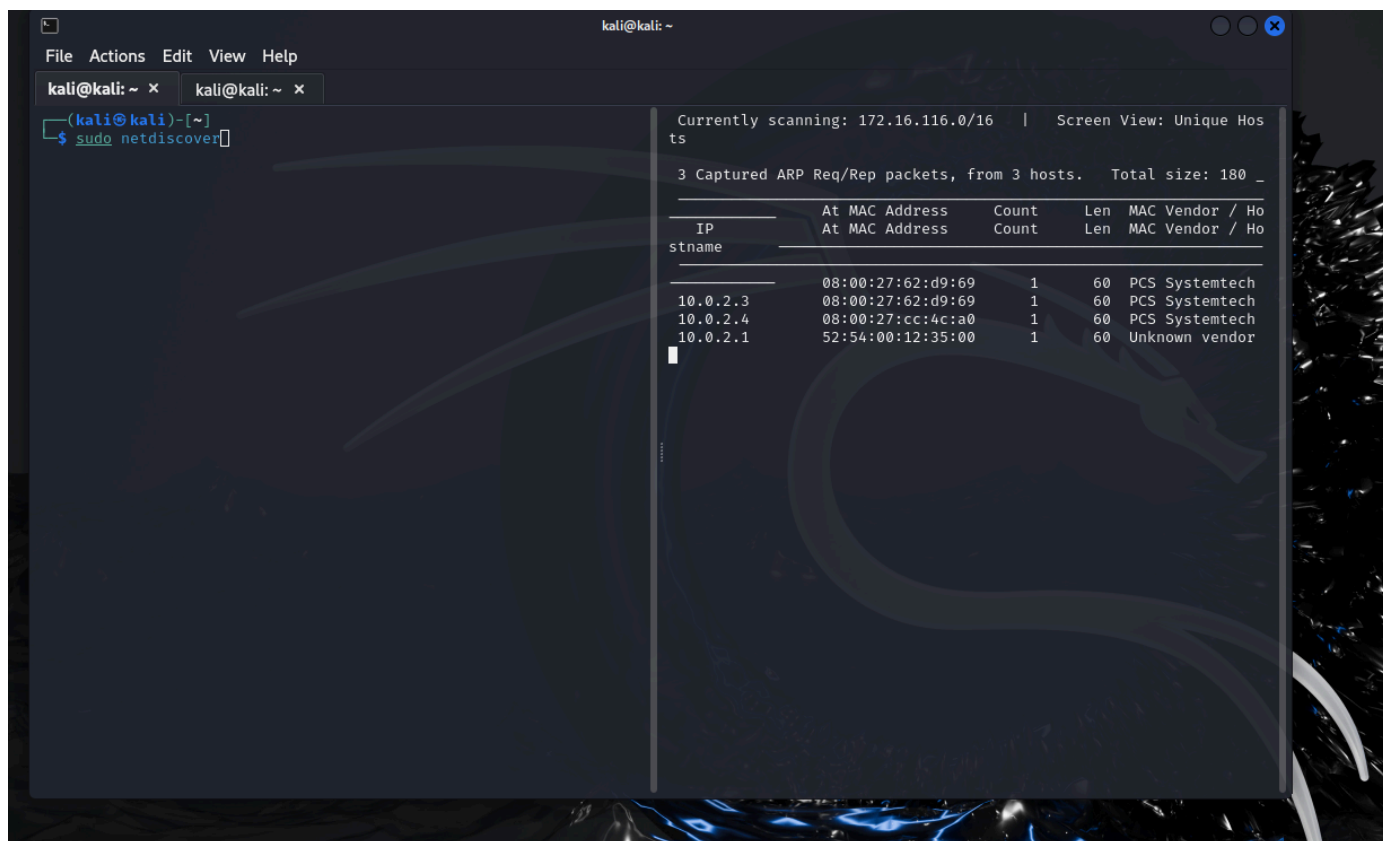 kali@kali: ~
File Actions Edit View Help
kali@kali: ~ × kali@kali: ~ ×
┌──(kali㉿kali)-[~]
└─$ sudo netdiscover
Currently scanning: 172.16.116.0/16 | Screen View: Unique Hos
ts
3 Captured ARP Req/Rep packets, from 3 hosts. Total size: 180 _
At MAC Address Count Len MAC Vendor / Ho
IP At MAC Address Count Len MAC Vendor / Ho
stname
08:00:27:62:d9:69 1 60 PCS Systemtech
10.0.2.3 08:00:27:62:d9:69 1 60 PCS Systemtech
10.0.2.4 08:00:27:cc:4c:a0 1 60 PCS Systemtech
10.0.2.1 52:54:00:12:35:00 1 60 Unknown vendor